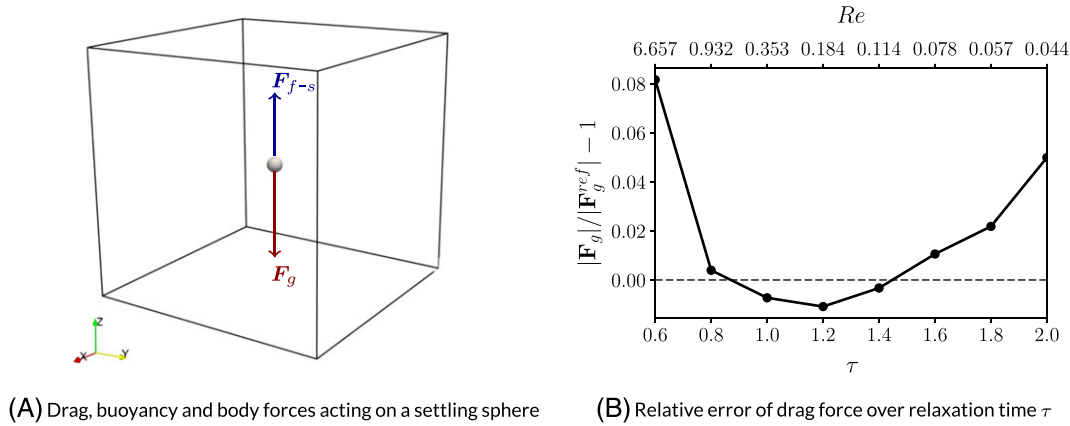 F_{f-s}
F_g
Z
X
Y
(A) Drag, buoyancy and body forces acting on a settling sphere
Re
6.657 0.932 0.353 0.184 0.114 0.078 0.057 0.044
|F_g|/|F_g^{ref}| − 1
0.08
0.06
0.04
0.02
0.00
0.6 0.8 1.0 1.2 1.4 1.6 1.8 2.0
τ
(B) Relative error of drag force over relaxation time τ